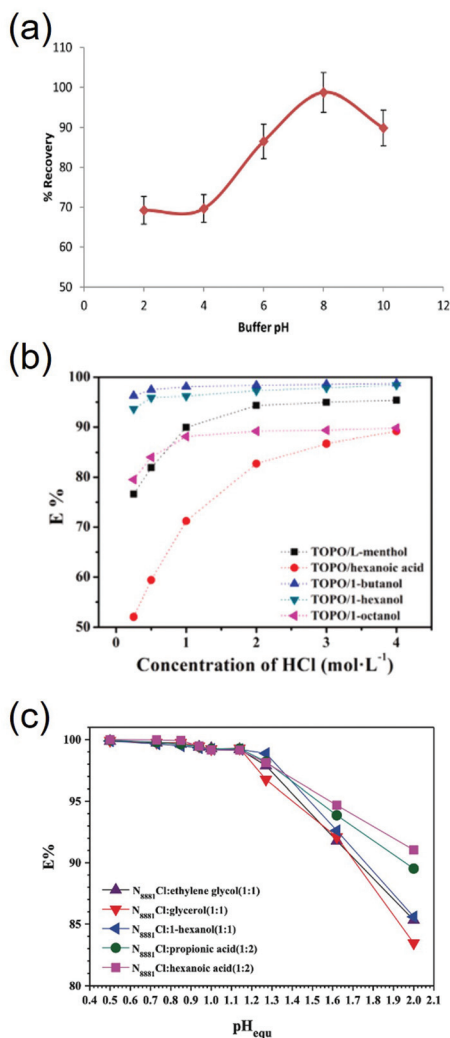 (a)
110
100
90
80
70
60
50
% Recovery
0 2 4 6 8 10 12
Buffer pH
(b)
100
90
80
70
60
50
E %
TOPO/L-menthol
TOPO/hexanoic acid
TOPO/1-butanol
TOPO/1-hexanol
TOPO/1-octanol
0 1 2 3 4
Concentration of HCl (mol·L⁻¹)
(c)
100
95
90
85
80
E%
N₈₈₈₁Cl:ethylene glycol(1:1)
N₈₈₈₁Cl:glycerol(1:1)
N₈₈₈₁Cl:1-hexanol(1:1)
N₈₈₈₁Cl:propionic acid(1:2)
N₈₈₈₁Cl:hexanoic acid(1:2)
0.4 0.5 0.6 0.7 0.8 0.9 1.0 1.1 1.2 1.3 1.4 1.5 1.6 1.7 1.8 1.9 2.0 2.1
pHequ